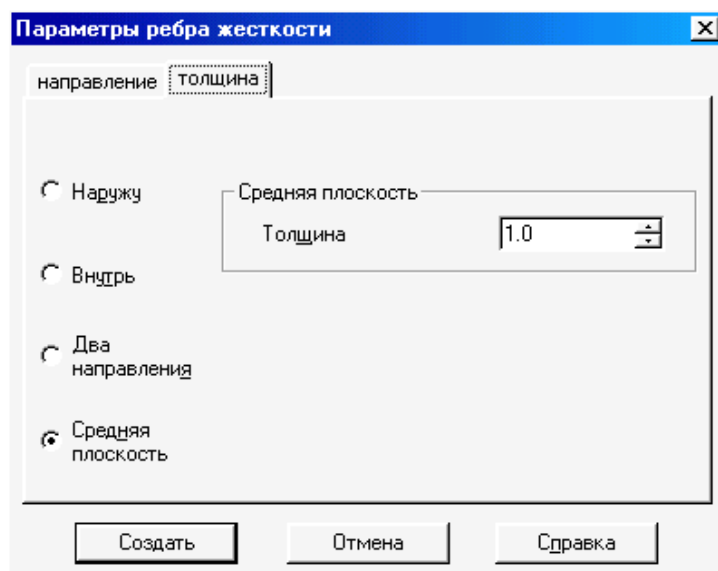 Параметры ребра жесткости
направление толщина
Наружу
Средняя плоскость
Толщина 1.0
Внутрь
Два
направления
Средняя
плоскость
Создать Отмена Справка